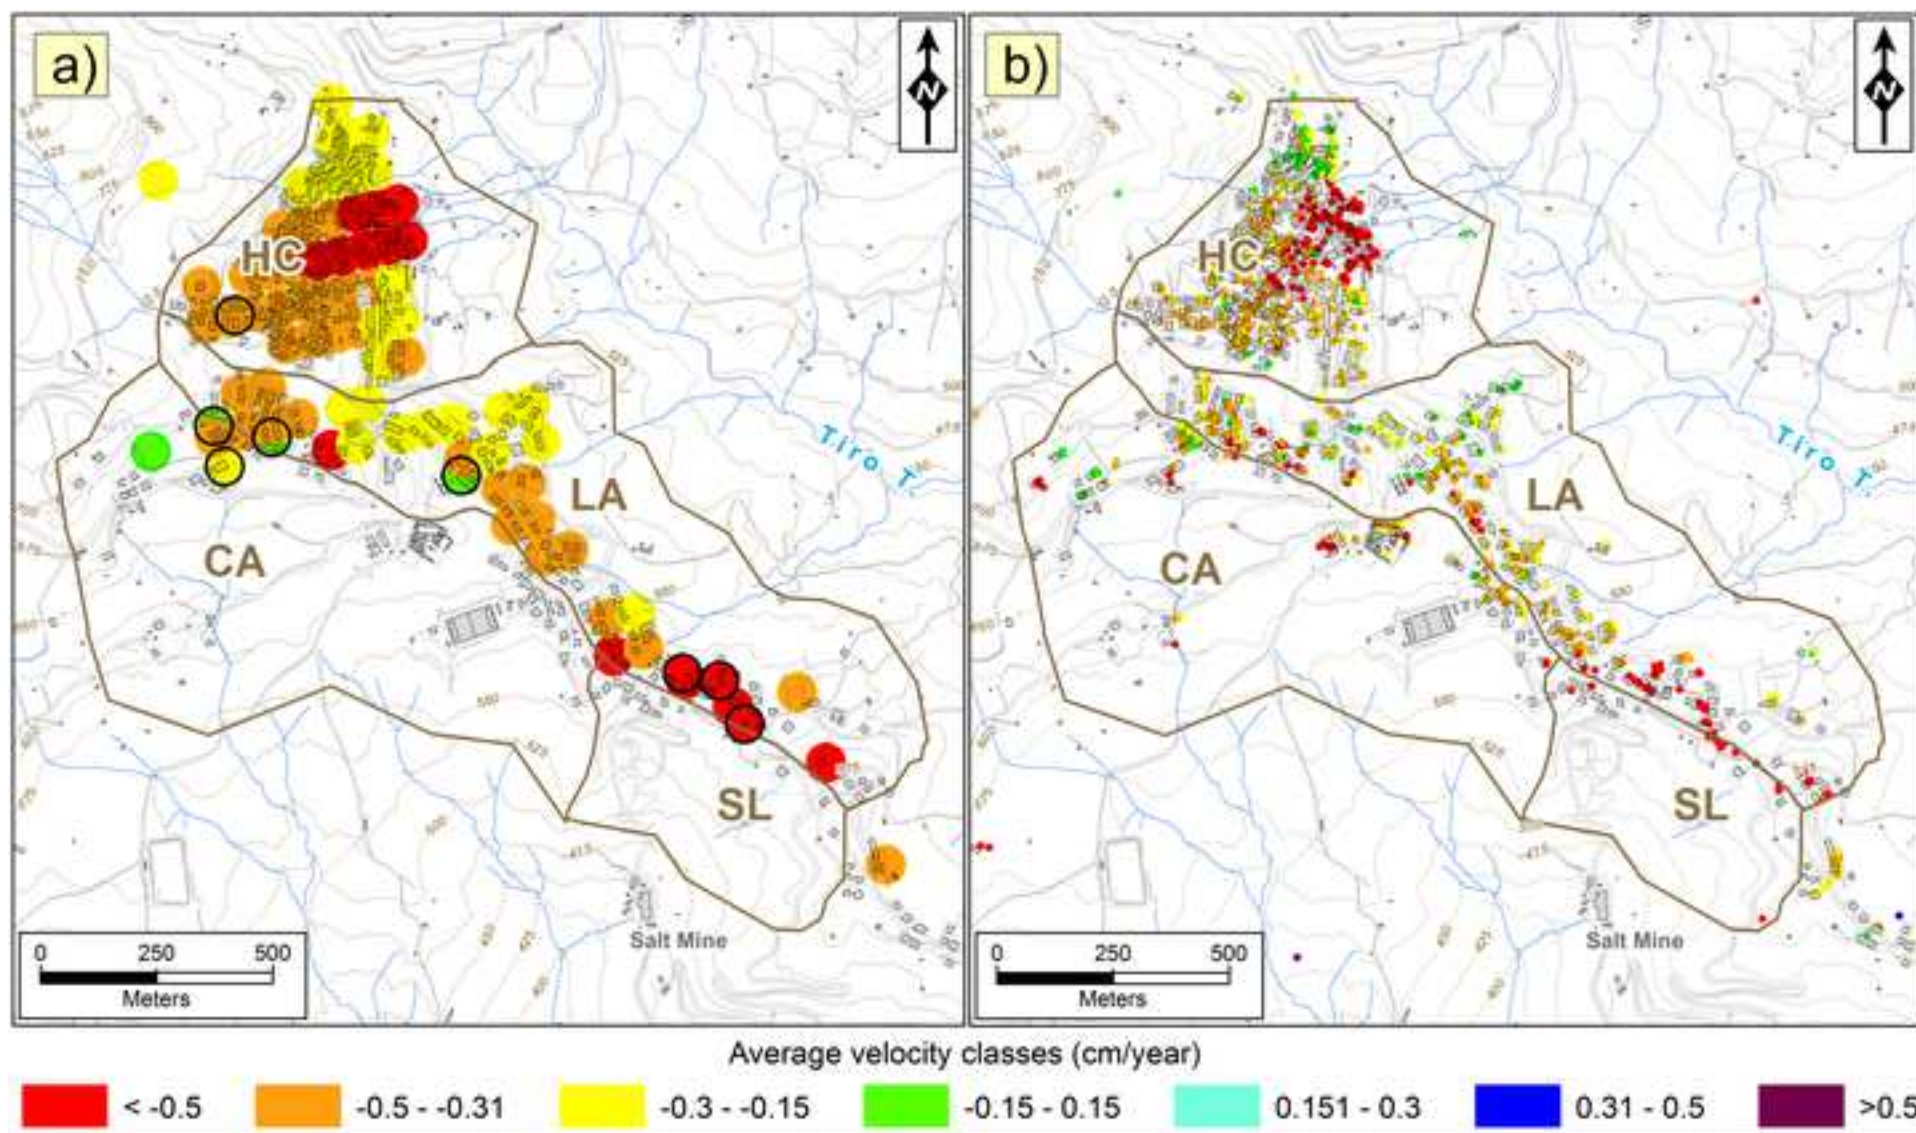 a)
N
HC
LA
CA
SL
Tiro T.
Salt Mine
0 250 500
Meters
b)
N
HC
LA
CA
SL
Tiro T.
Salt Mine
0 250 500
Meters
Average velocity classes (cm/year)
< -0.5 -0.5 - -0.31 -0.3 - -0.15 -0.15 - 0.15 0.151 - 0.3 0.31 - 0.5 >0.5